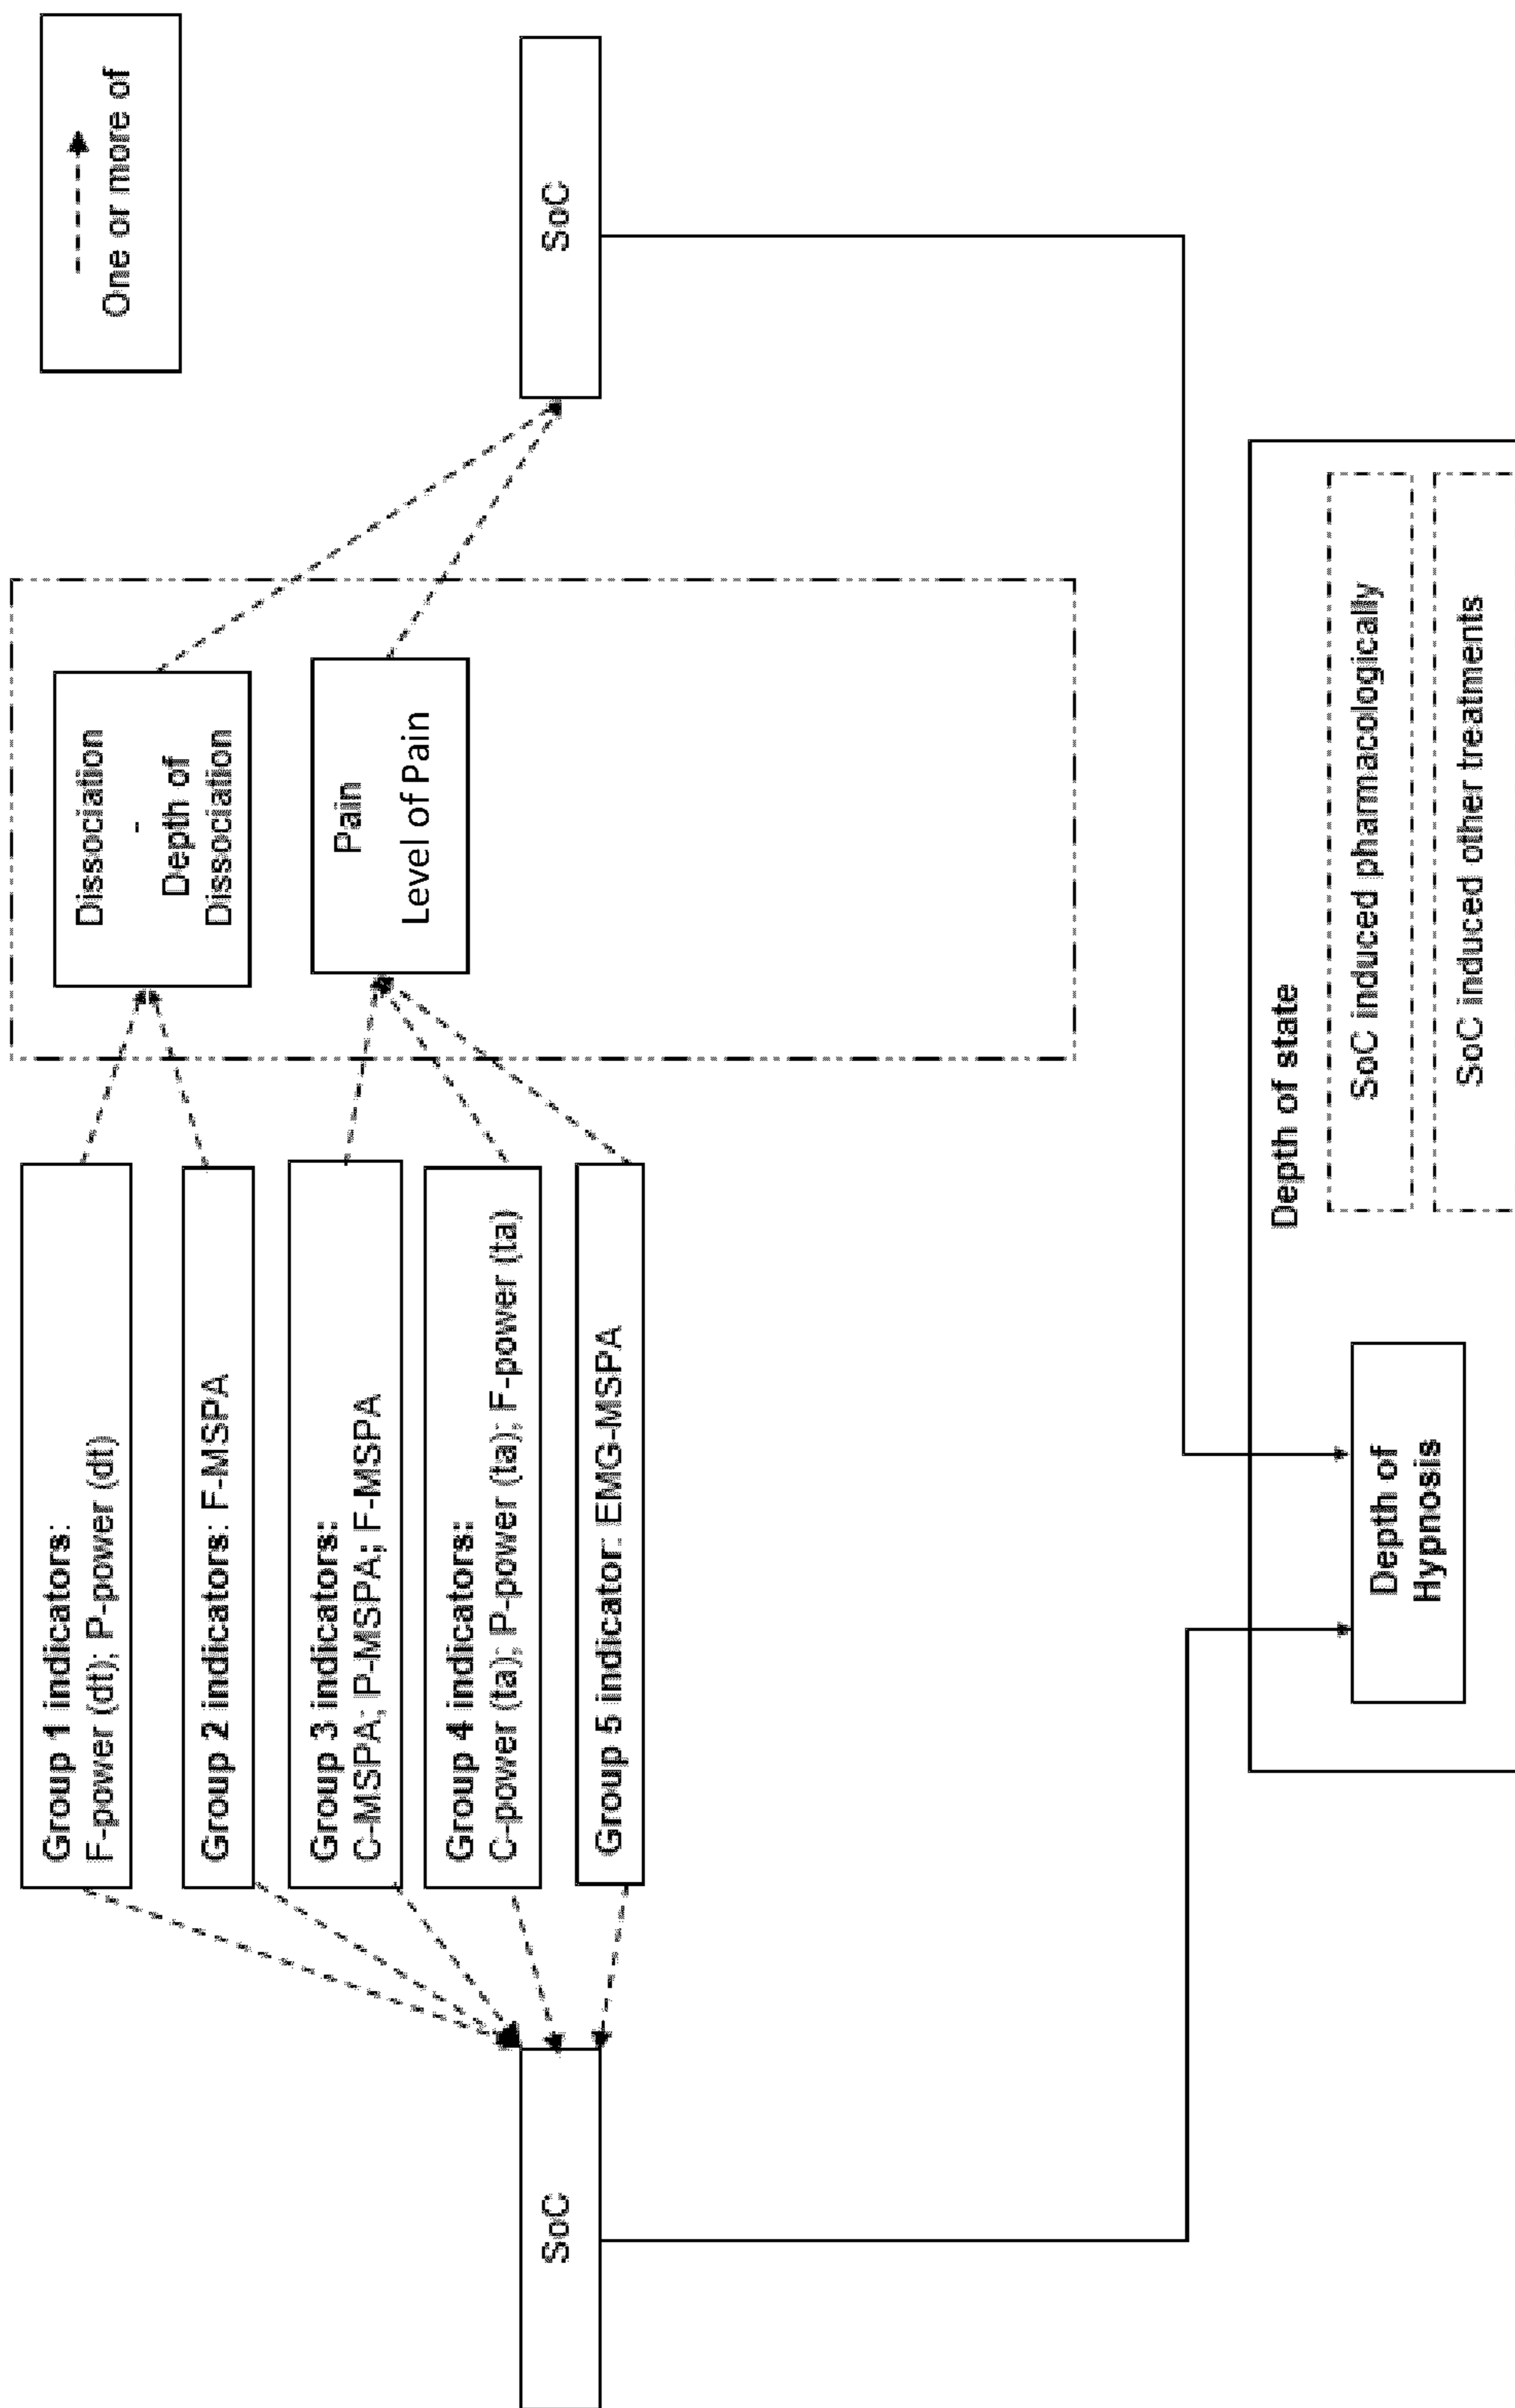 One or more of
SoC
Dissociation
-
Depth of
Dissociation
Pain
Level of Pain
Group 1 indicators:
F-power (dt); P-power (dt)
Group 2 indicators: F-MSPA
Group 3 indicators:
C-MSPA; P-MSPA; F-MSPA
Group 4 indicators:
C-power (ta); P-power (ta); F-power (ta)
Group 5 indicator: EMG-MSPA
SoC
Depth of state
SoC induced pharmacologically
SoC induced other treatments
Depth of
Hypnosis